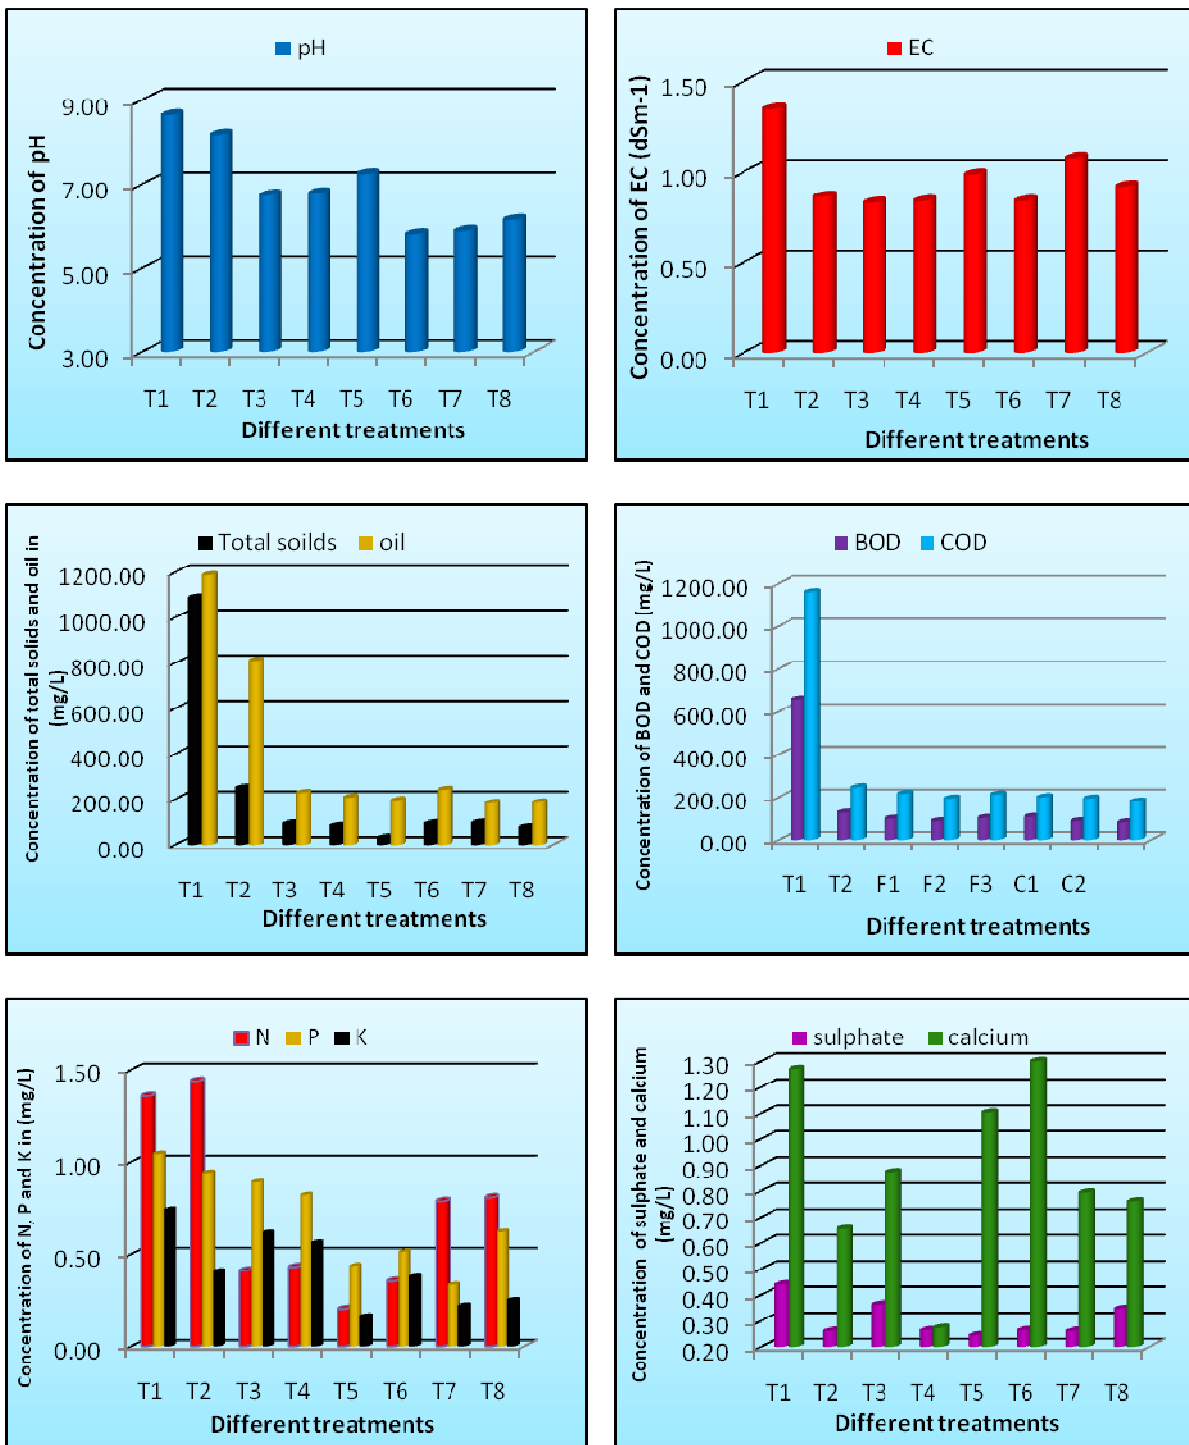 pH
Concentration of pH
9.00
7.00
5.00
3.00
T1 T2 T3 T4 T5 T6 T7 T8
Different treatments
EC
Concentration of EC (dSm-1)
1.50
1.00
0.50
0.00
T1 T2 T3 T4 T5 T6 T7 T8
Different treatments
Total soilds oil
Concentration of total solids and oil in
(mg/L)
1200.00
1000.00
800.00
600.00
400.00
200.00
0.00
T1 T2 T3 T4 T5 T6 T7 T8
Different treatments
BOD COD
Concentration of BOD and COD (mg/L)
1200.00
1000.00
800.00
600.00
400.00
200.00
0.00
T1 T2 F1 F2 F3 C1 C2
Different treatments
N P K
Concentration of N, P and K in (mg/L)
1.50
1.00
0.50
0.00
T1 T2 T3 T4 T5 T6 T7 T8
Different treatments
sulphate calcium
Concentration of sulphate and calcium
(mg/L)
1.30
1.20
1.10
1.00
0.90
0.80
0.70
0.60
0.50
0.40
0.30
0.20
T1 T2 T3 T4 T5 T6 T7 T8
Different treatments